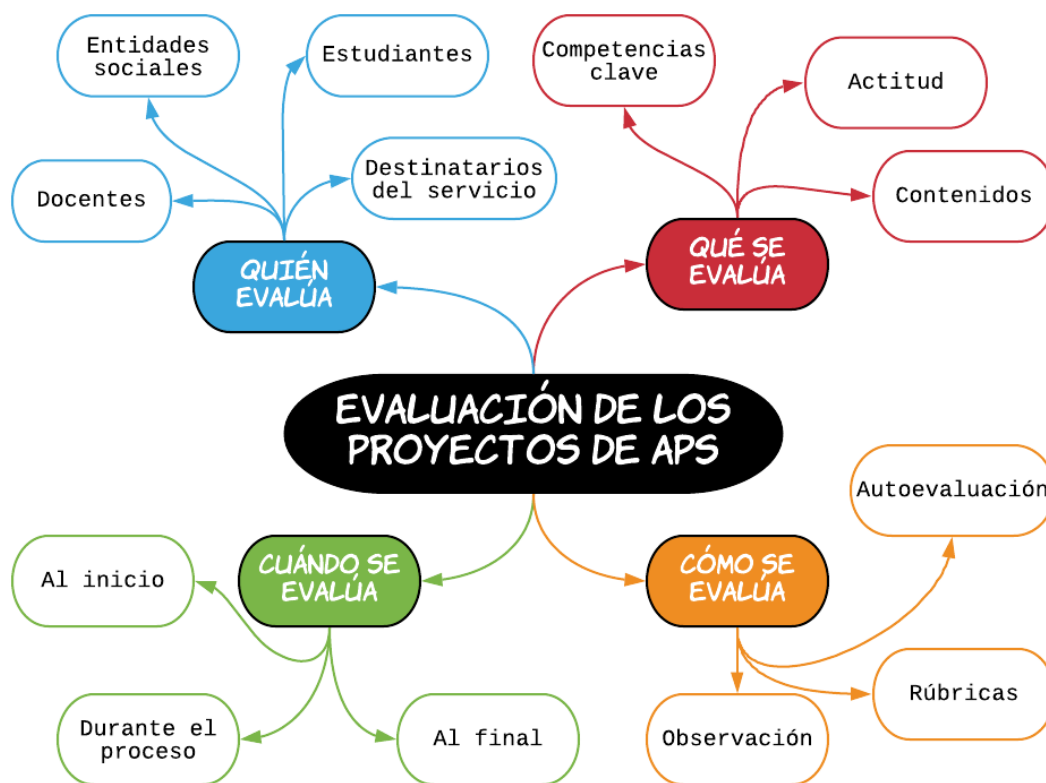 Entidades
sociales
Estudiantes
Docentes
Destinatarios
del servicio
QUIÉN
EVALÚA
Competencias
clave
Actitud
Contenidos
QUÉ SE
EVALÚA
EVALUACIÓN DE LOS
PROYECTOS DE APS
CUÁNDO SE
EVALÚA
Al inicio
Durante el
proceso
Al final
CÓMO SE
EVALÚA
Autoevaluación
Rúbricas
Observación